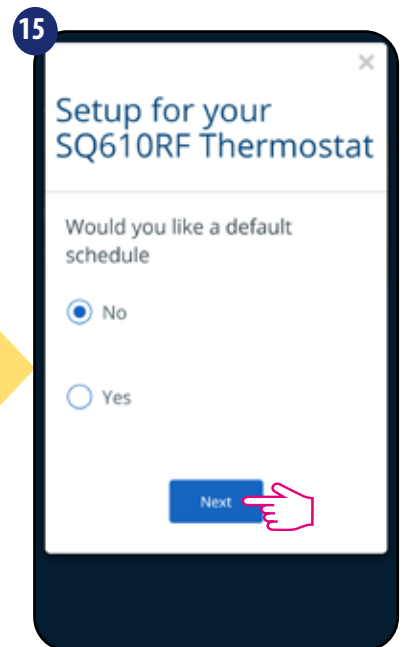 15
Setup for your
SQ610RF Thermostat
Would you like a default
schedule
No
Yes
Next